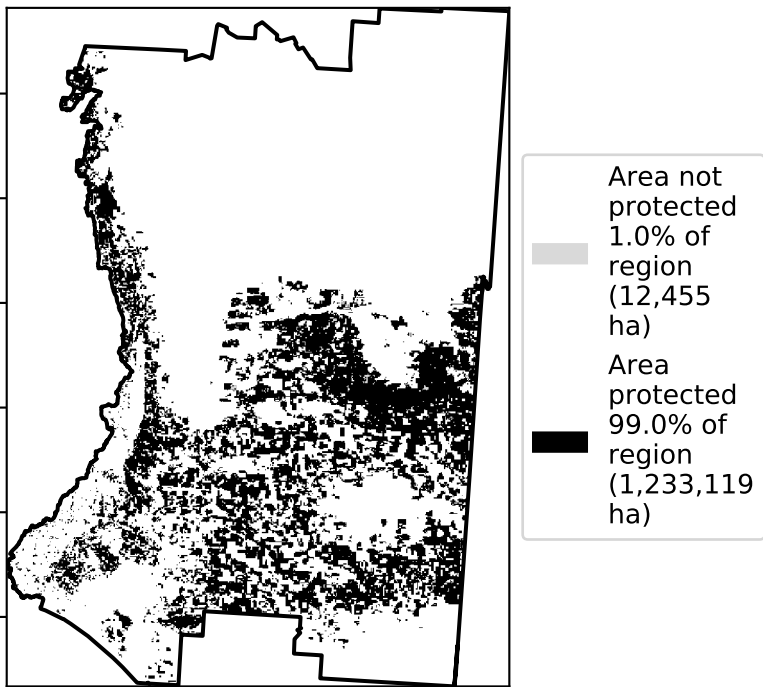 Area not
protected
1.0% of
region
(12,455
ha)
Area
protected
99.0% of
region
(1,233,119
ha)